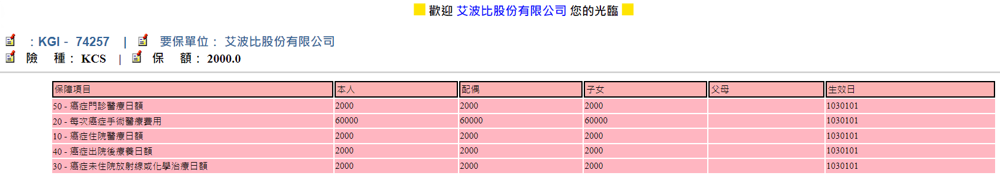 歡迎 艾波比股份有限公司 您的光臨
：KGI - 74257 | 要保單位： 艾波比股份有限公司
險 種： KCS | 保 額： 2000.0
保障項目 本人 配偶 子女 父母 生效日
50 - 癌症門診醫療日額 2000 2000 2000 1030101
20 - 每次癌症手術醫療費用 60000 60000 60000 1030101
10 - 癌症住院醫療日額 2000 2000 2000 1030101
40 - 癌症出院後療養日額 2000 2000 2000 1030101
30 - 癌症未住院放射線或化學治療日額 2000 2000 2000 1030101